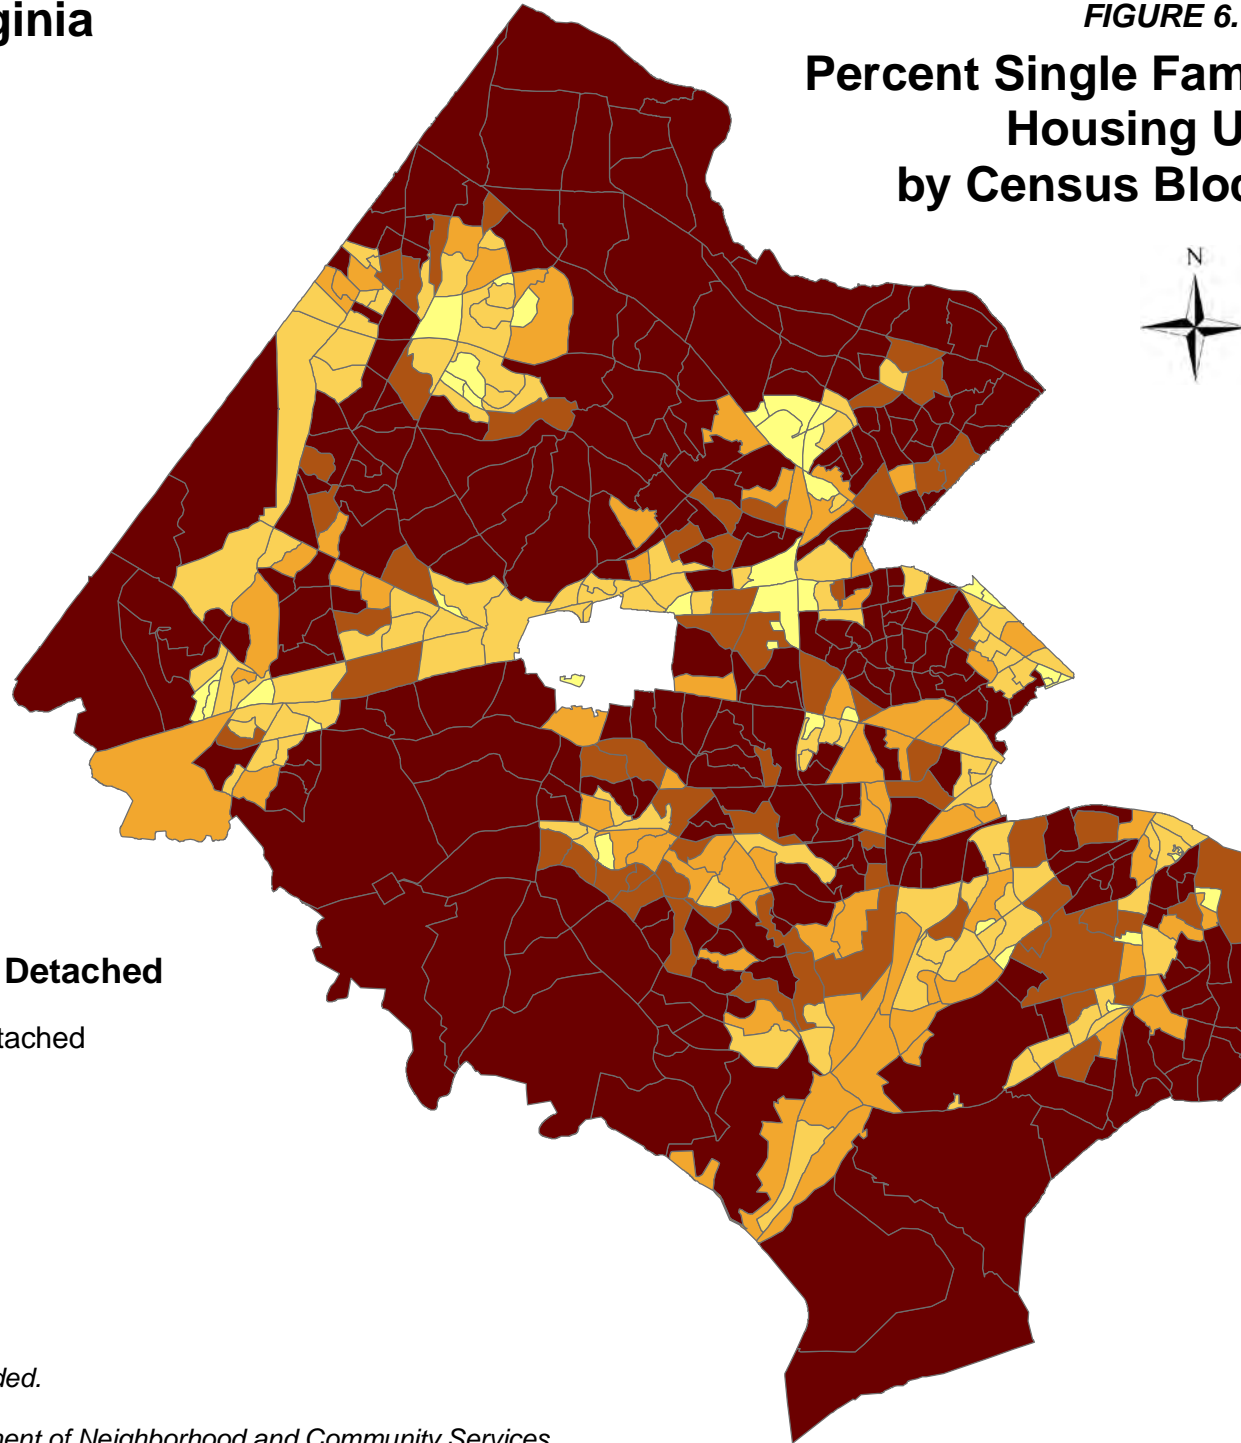 ginia
FIGURE 6.
Percent Single Fam
Housing U
by Census Bloc
N
Detached
tached
ded.
ment of Neighborhood and Community Services